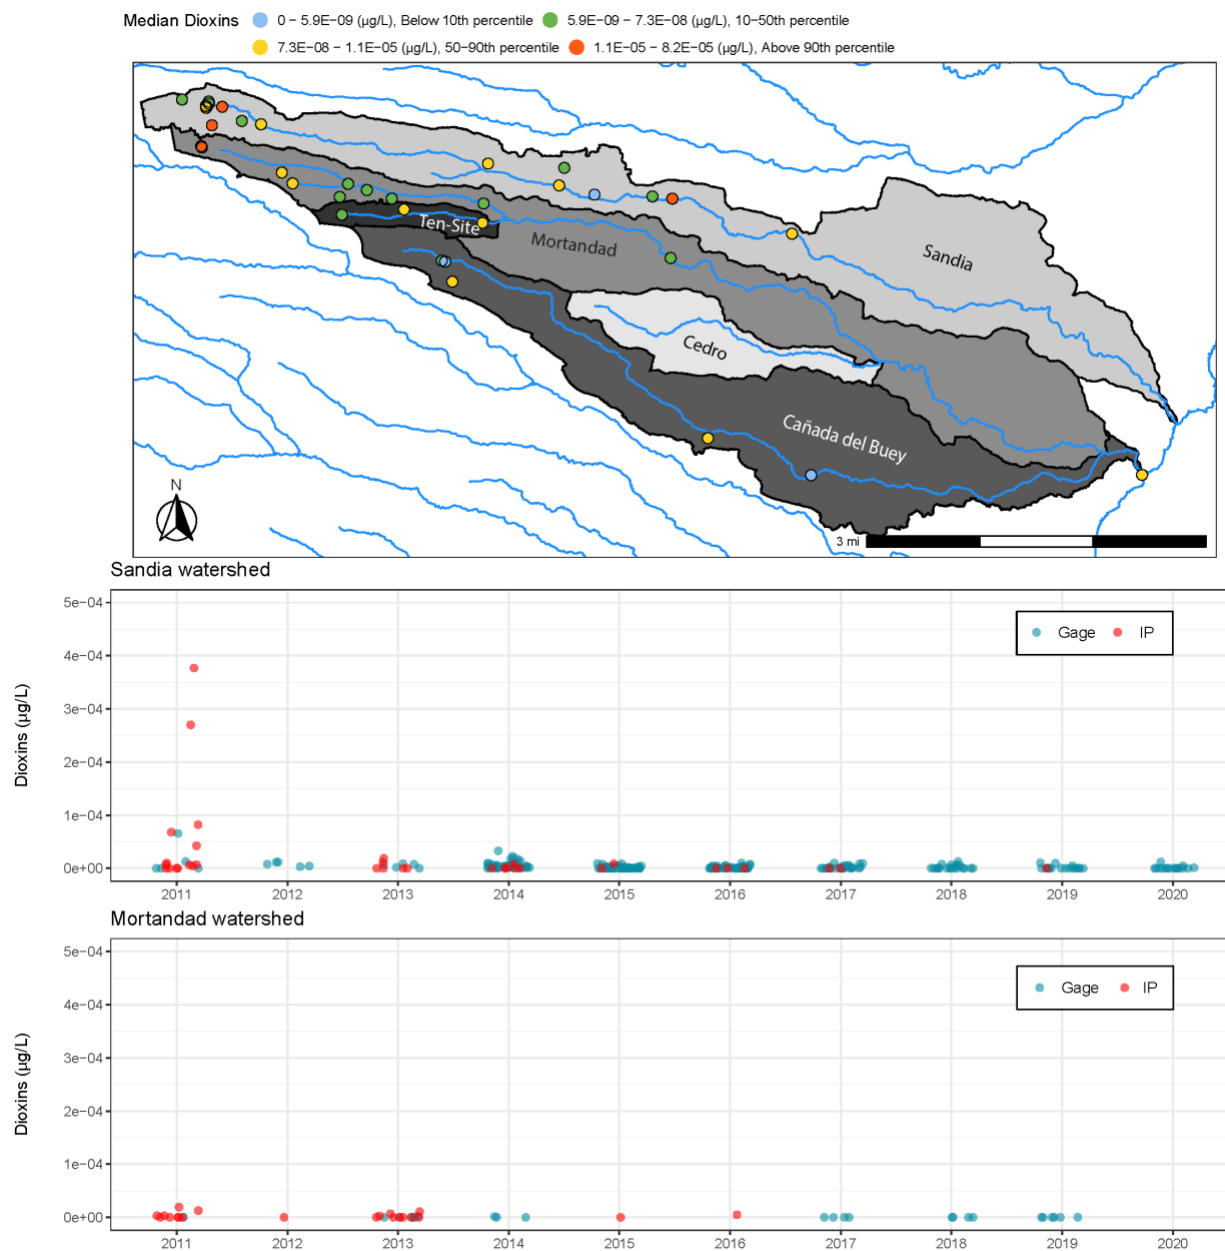 Median Dioxins 0 − 5.9E−09 (µg/L), Below 10th percentile 5.9E−09 − 7.3E−08 (µg/L), 10−50th percentile
7.3E−08 − 1.1E−05 (µg/L), 50−90th percentile 1.1E−05 − 8.2E−05 (µg/L), Above 90th percentile
Ten-Site
Mortandad
Sandia
Cedro
Cañada del Buey
N
3 mi
Sandia watershed
5e−04
Gage IP
4e−04
3e−04
Dioxins (µg/L)
2e−04
1e−04
0e+00
2011 2012 2013 2014 2015 2016 2017 2018 2019 2020
Mortandad watershed
5e−04
Gage IP
4e−04
3e−04
Dioxins (µg/L)
2e−04
1e−04
0e+00
2011 2012 2013 2014 2015 2016 2017 2018 2019 2020